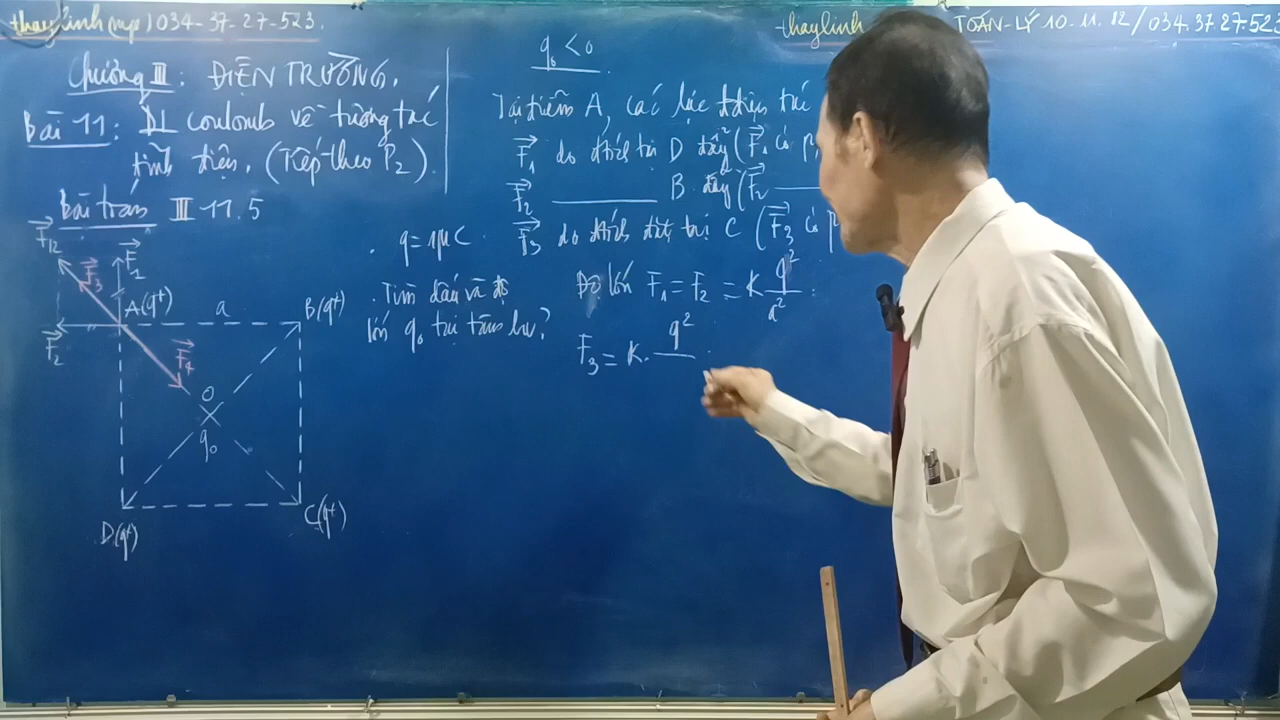 thaylinh (mp) 034-37-27-523.
thaylinh TOÁN-LÝ 10-11-12/034.37.27.523
Chương III: ĐIỆN TRƯỜNG.
Bài 11: ĐL coulomb về tương tác
tĩnh điện. (Tiếp theo P2).
Bài toán III 11.5
. q = 1μC
. Tìm dấu và độ
lớn q₀ tại tâm hv?
F₁₂
F₃
F₁
A(q⁺)
a
B(q⁺)
F₂
F₄
O
q₀
D(q⁺)
C(q⁺)
q₀ < 0
Tại điểm A, các lực điện
F₁ do điện tích tại D đẩy (F₁ có
F₂ B đẩy (F₂
F₃ do điện tích đặt tại C (F₃ có
Độ lớn F₁ = F₂ = K q²/a²
F₃ = K. q²